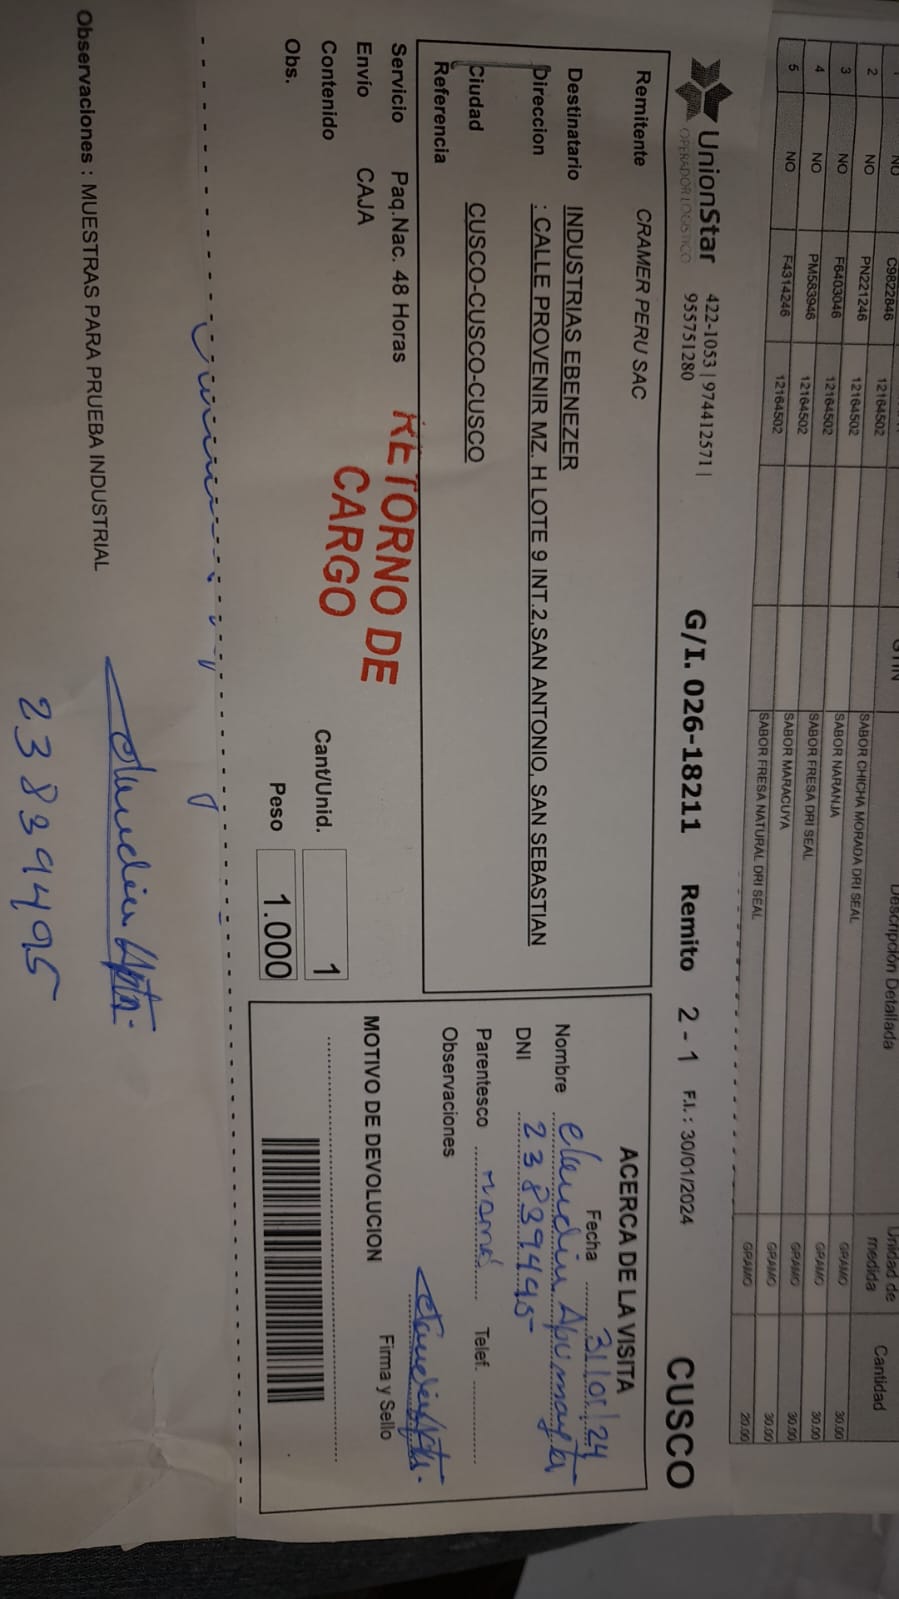 GTIN Descripción Detallada Unidad de medida Cantidad
1 NO C9822846 12164502 SABOR CHICHA MORADA DRI SEAL GRAMO 30.00
2 NO PN221246 12164502 SABOR NARANJA GRAMO 30.00
3 NO F6403046 12164502 SABOR FRESA DRI SEAL GRAMO 30.00
4 NO PM583946 12164502 SABOR MARACUYA GRAMO 30.00
5 NO F4314246 12164502 SABOR FRESA NATURAL DRI SEAL GRAMO 20.00
UnionStar 422-1053 | 974412571 |
OPERADOR LOGISTICO 955751280
G/I. 026-18211 Remito 2 - 1 F.I. : 30/01/2024 CUSCO
Remitente CRAMER PERU SAC
Destinatario INDUSTRIAS EBENEZER
Direccion : CALLE PROVENIR MZ. H LOTE 9 INT.2,SAN ANTONIO, SAN SEBASTIAN
Ciudad CUSCO-CUSCO-CUSCO
Referencia
Servicio Paq.Nac. 48 Horas
Envío CAJA
Contenido
Obs.
RETORNO DE
CARGO
Cant/Unid. 1
Peso 1.000
ACERCA DE LA VISITA
Fecha 31/01/24
Nombre Claudia Apumayta
DNI 23839495
Parentesco mamá Telef.
Observaciones
MOTIVO DE DEVOLUCION Firma y Sello
Observaciones : MUESTRAS PARA PRUEBA INDUSTRIAL
23839495